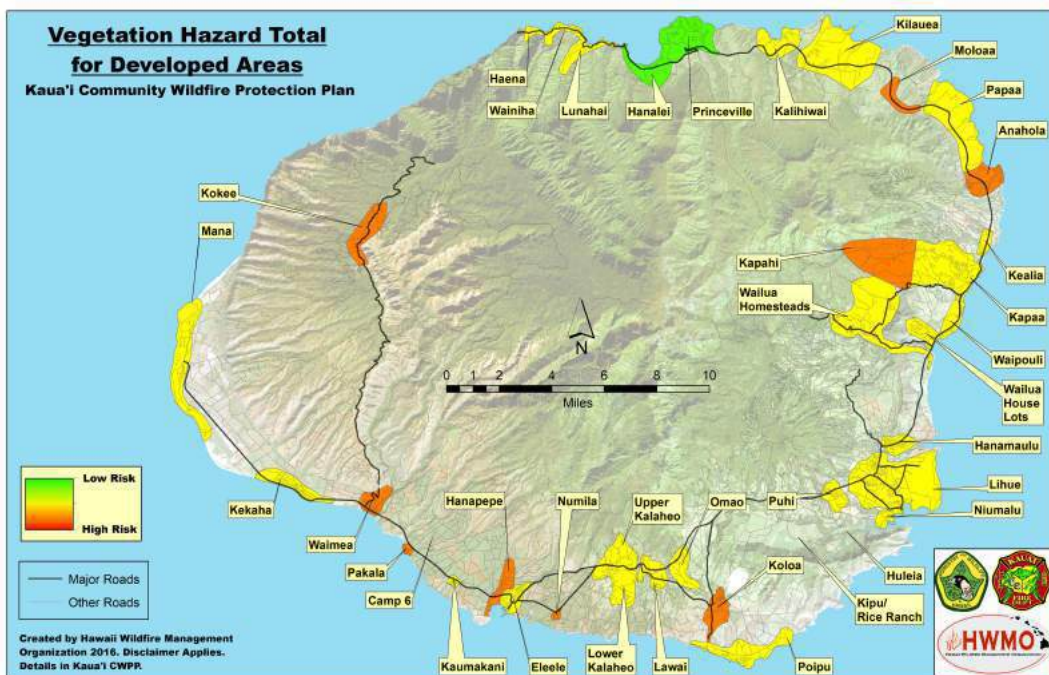 Vegetation Hazard Total
for Developed Areas
Kaua'i Community Wildfire Protection Plan
Haena
Wainiha
Lunahai
Hanalei
Princeville
Kalihiwai
Kilauea
Moloaa
Papaa
Anahola
Kokee
Mana
Kapahi
Wailua
Homesteads
Kealia
Kapaa
Waipouli
Wailua
House
Lots
N
0 1 2 4 6 8 10
Miles
Hanamaulu
Lihue
Niumalu
Low Risk
High Risk
Kekaha
Waimea
Pakala
Camp 6
Hanapepe
Numila
Upper
Kalaheo
Omao
Puhi
Koloa
Huleia
Kipu/
Rice Ranch
Major Roads
Other Roads
Kaumakani
Eleele
Lower
Kalaheo
Lawai
Poipu
Created by Hawaii Wildfire Management
Organization 2016. Disclaimer Applies.
Details in Kaua'i CWPP.
KAUAI
FIRE
DEPT
HWMO